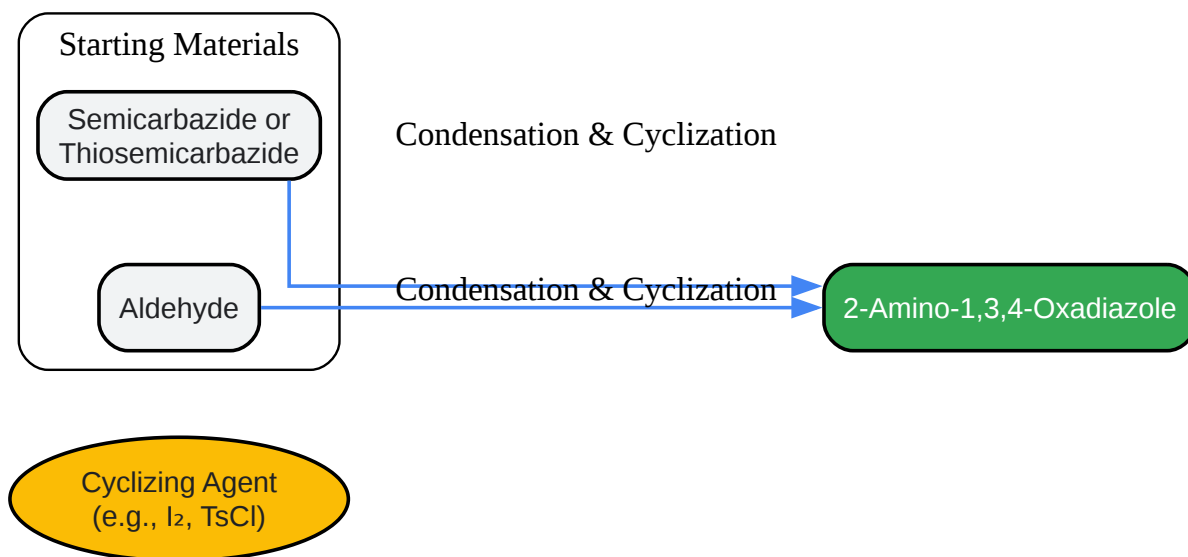 Starting Materials
Semicarbazide or
Thiosemicarbazide
Condensation & Cyclization
Aldehyde
Condensation & Cyclization
2-Amino-1,3,4-Oxadiazole
Cyclizing Agent
(e.g., I₂, TsCl)